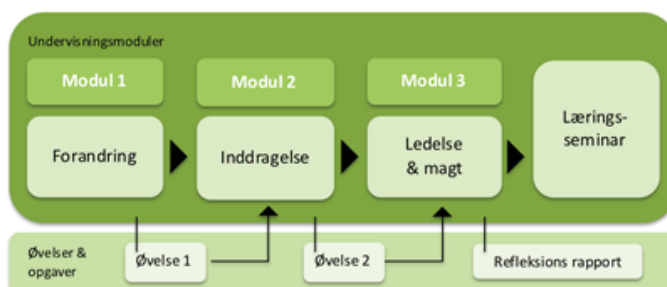 Undervisningsmoduler
Modul 1
Modul 2
Modul 3
Forandring
Inddragelse
Ledelse
& magt
Lærings-
seminar
Øvelser &
opgaver
Øvelse 1
Øvelse 2
Refleksions rapport